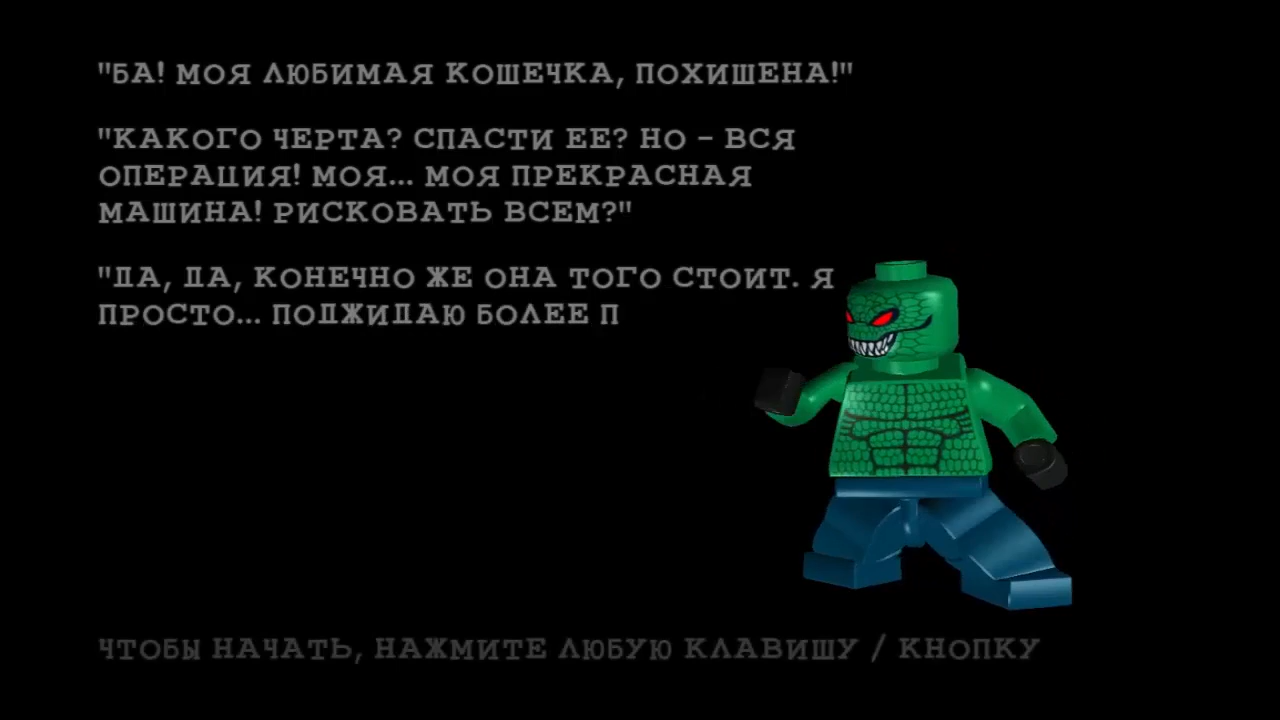 "БА! МОЯ ЛЮБИМАЯ КОШЕЧКА, ПОХИШЕНА!"
"КАКОГО ЧЕРТА? СПАСТИ ЕЕ? НО - ВСЯ
ОПЕРАЦИЯ! МОЯ... МОЯ ПРЕКРАСНАЯ
МАШИНА! РИСКОВАТЬ ВСЕМ?"
"ДА, ДА, КОНЕЧНО ЖЕ ОНА ТОГО СТОИТ. Я
ПРОСТО... ПОДЖИДАЮ БОЛЕЕ П
ЧТОБЫ НАЧАТЬ, НАЖМИТЕ ЛЮБУЮ КЛАВИШУ / КНОПКУ